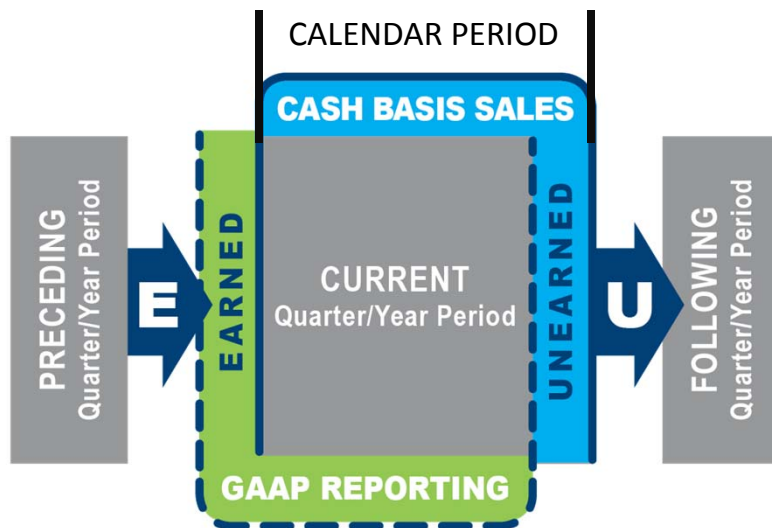 CALENDAR PERIOD
CASH BASIS SALES
PRECEDING
Quarter/Year Period
E
EARNED
CURRENT
Quarter/Year Period
UNEARNED
U
FOLLOWING
Quarter/Year Period
GAAP REPORTING